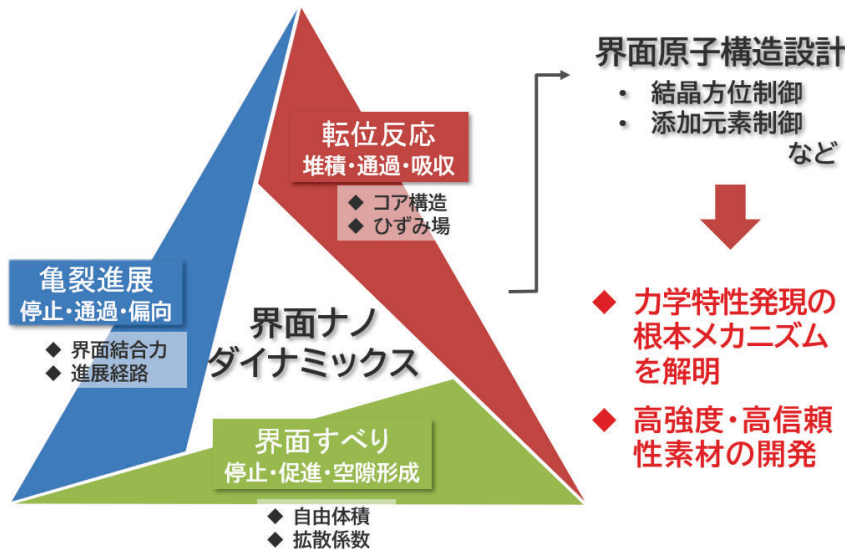 転位反応
堆積・通過・吸収
◆ コア構造
◆ ひずみ場
亀裂進展
停止・通過・偏向
◆ 界面結合力
◆ 進展経路
界面ナノ
ダイナミックス
界面すべり
停止・促進・空隙形成
◆ 自由体積
◆ 拡散係数
界面原子構造設計
・ 結晶方位制御
・ 添加元素制御
など
◆ 力学特性発現の
根本メカニズム
を解明
◆ 高強度・高信頼
性素材の開発